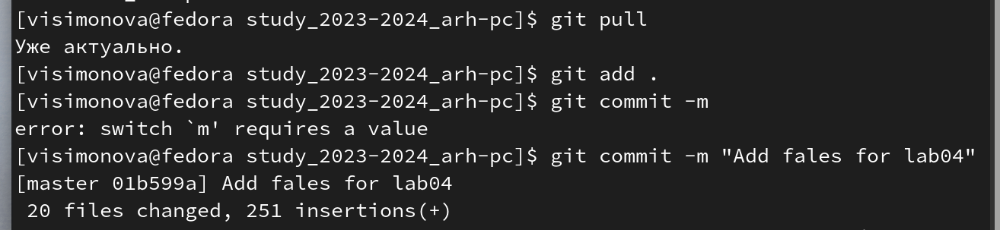 [visimonova@fedora study_2023-2024_arh-pc]$ git pull
Уже актуально.
[visimonova@fedora study_2023-2024_arh-pc]$ git add .
[visimonova@fedora study_2023-2024_arh-pc]$ git commit -m
error: switch `m' requires a value
[visimonova@fedora study_2023-2024_arh-pc]$ git commit -m "Add fales for lab04"
[master 01b599a] Add fales for lab04
 20 files changed, 251 insertions(+)